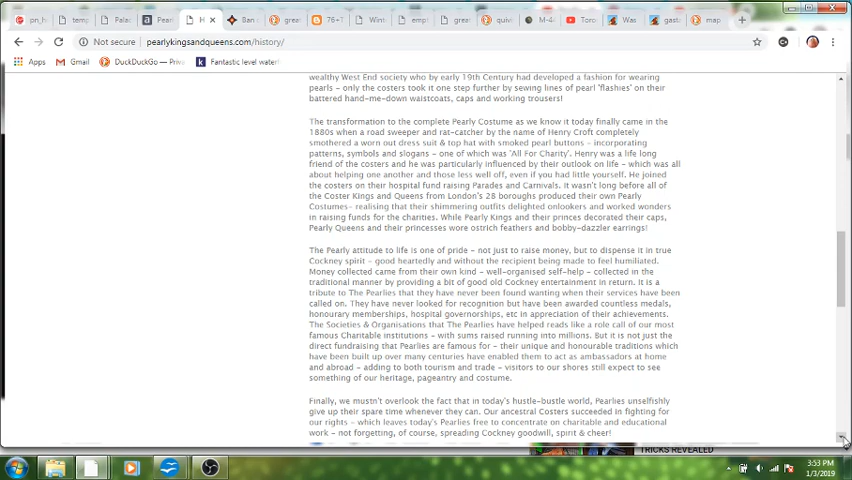 pn_h
tem
Pala
Pearl
H
Ban
great
76+T
Wint
empl
great
quiv
M-44
Toro
Was
gast
map
Not secure | pearlykingsandqueens.com/history/
Apps
Gmail
DuckDuckGo — Priva
Fantastic level water
wealthy West End society who by early 19th Century had developed a fashion for wearing
pearls - only the costers took it one step further by sewing lines of pearl 'flashies' on their
battered hand-me-down waistcoats, caps and working trousers!
The transformation to the complete Pearly Costume as we know it today finally came in the
1880s when a road sweeper and rat-catcher by the name of Henry Croft completely
smothered a worn out dress suit & top hat with smoked pearl buttons - incorporating
patterns, symbols and slogans - one of which was 'All For Charity'. Henry was a life long
friend of the costers and he was particularly influenced by their outlook on life - which was all
about helping one another and those less well off, even if you had little yourself. He joined
the costers on their hospital fund raising Parades and Carnivals. It wasn't long before all of
the Coster Kings and Queens from London's 28 boroughs produced their own Pearly
Costumes- realising that their shimmering outfits delighted onlookers and worked wonders
in raising funds for the charities. While Pearly Kings and their princes decorated their caps,
Pearly Queens and their princesses wore ostrich feathers and bobby-dazzler earrings!
The Pearly attitude to life is one of pride - not just to raise money, but to dispense it in true
Cockney spirit - good heartedly and without the recipient being made to feel humiliated.
Money collected came from their own kind - well-organised self-help - collected in the
traditional manner by providing a bit of good old Cockney entertainment in return. It is a
tribute to The Pearlies that they have never been found wanting when their services have been
called on. They have never looked for recognition but have been awarded countless medals,
honourary memberships, hospital governorships, etc in appreciation of their achievements.
The Societies & Organisations that The Pearlies have helped reads like a role call of our most
famous Charitable institutions - with sums raised running into millions. But it is not just the
direct fundraising that Pearlies are famous for - their unique and honourable traditions which
have been built up over many centuries have enabled them to act as ambassadors at home
and abroad - adding to both tourism and trade - visitors to our shores still expect to see
something of our heritage, pageantry and costume.
Finally, we mustn't overlook the fact that in today's hustle-bustle world, Pearlies unselfishly
give up their spare time whenever they can. Our ancestral Costers succeeded in fighting for
our rights - which leaves today's Pearlies free to concentrate on charitable and educational
work - not forgetting, of course, spreading Cockney goodwill, spirit & cheer!
TRICKS REVEALED
3:53 PM
1/3/2019